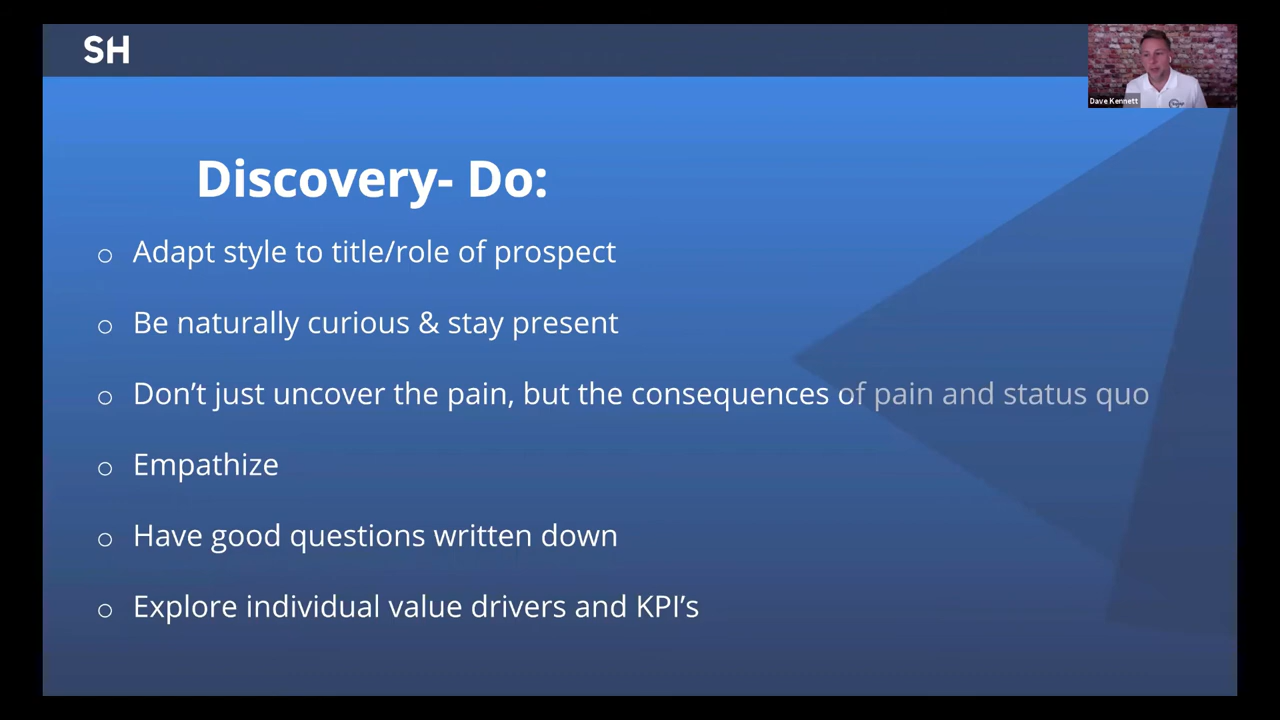 SH
Dave Kennett
Discovery- Do:
Adapt style to title/role of prospect
Be naturally curious & stay present
Don’t just uncover the pain, but the consequences of pain and status quo
Empathize
Have good questions written down
Explore individual value drivers and KPI’s